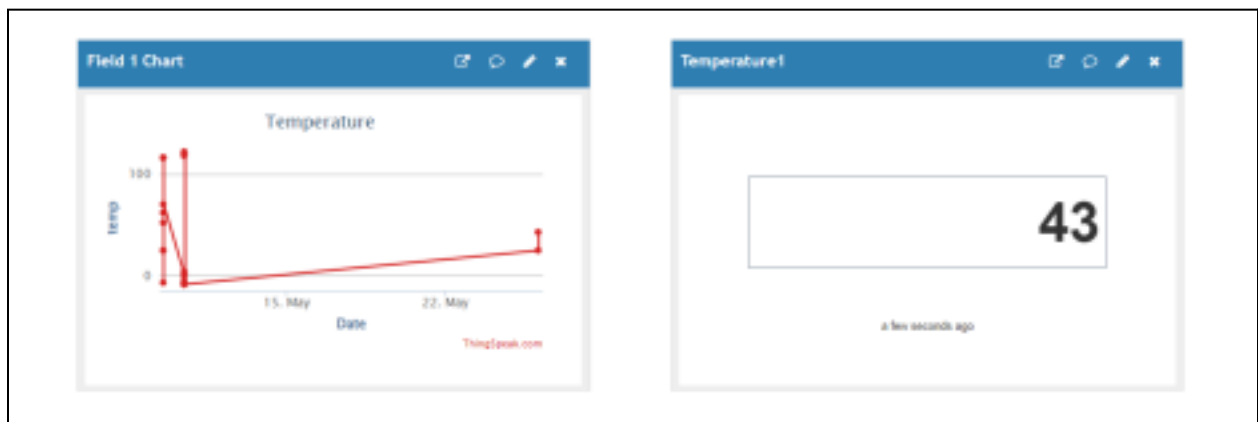 Field 1 Chart
Temperature
100
temp
0
15. May
22. May
Date
ThingSpeak.com
Temperature1
43
a few seconds ago